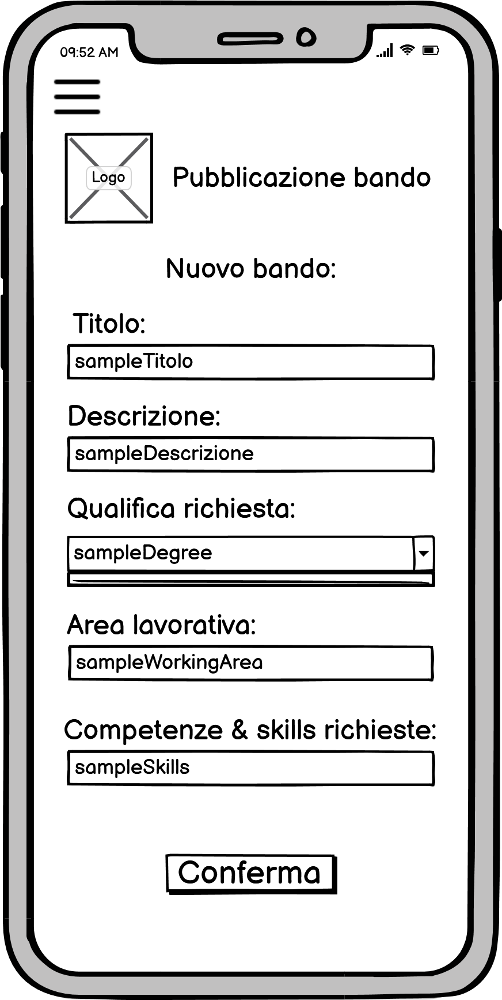 09:52 AM
Logo
Pubblicazione bando
Nuovo bando:
Titolo:
sampleTitolo
Descrizione:
sampleDescrizione
Qualifica richiesta:
sampleDegree
Area lavorativa:
sampleWorkingArea
Competenze & skills richieste:
sampleSkills
Conferma